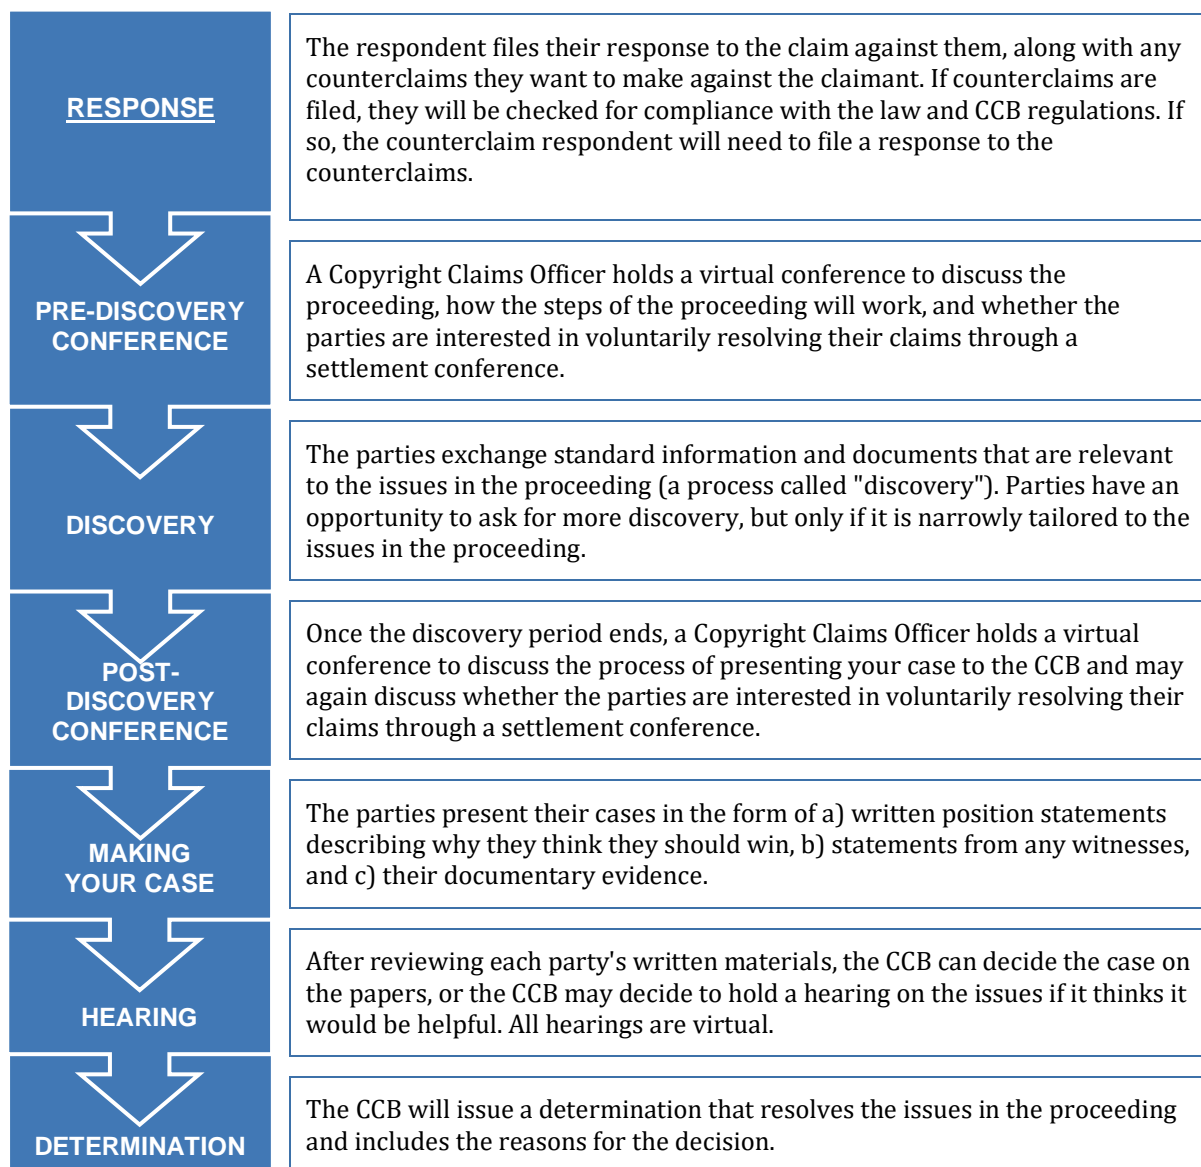 RESPONSE
The respondent files their response to the claim against them, along with any
counterclaims they want to make against the claimant. If counterclaims are
filed, they will be checked for compliance with the law and CCB regulations. If
so, the counterclaim respondent will need to file a response to the
counterclaims.
PRE-DISCOVERY
CONFERENCE
A Copyright Claims Officer holds a virtual conference to discuss the
proceeding, how the steps of the proceeding will work, and whether the
parties are interested in voluntarily resolving their claims through a
settlement conference.
DISCOVERY
The parties exchange standard information and documents that are relevant
to the issues in the proceeding (a process called "discovery"). Parties have an
opportunity to ask for more discovery, but only if it is narrowly tailored to the
issues in the proceeding.
POST-
DISCOVERY
CONFERENCE
Once the discovery period ends, a Copyright Claims Officer holds a virtual
conference to discuss the process of presenting your case to the CCB and may
again discuss whether the parties are interested in voluntarily resolving their
claims through a settlement conference.
MAKING
YOUR CASE
The parties present their cases in the form of a) written position statements
describing why they think they should win, b) statements from any witnesses,
and c) their documentary evidence.
HEARING
After reviewing each party's written materials, the CCB can decide the case on
the papers, or the CCB may decide to hold a hearing on the issues if it thinks it
would be helpful. All hearings are virtual.
DETERMINATION
The CCB will issue a determination that resolves the issues in the proceeding
and includes the reasons for the decision.